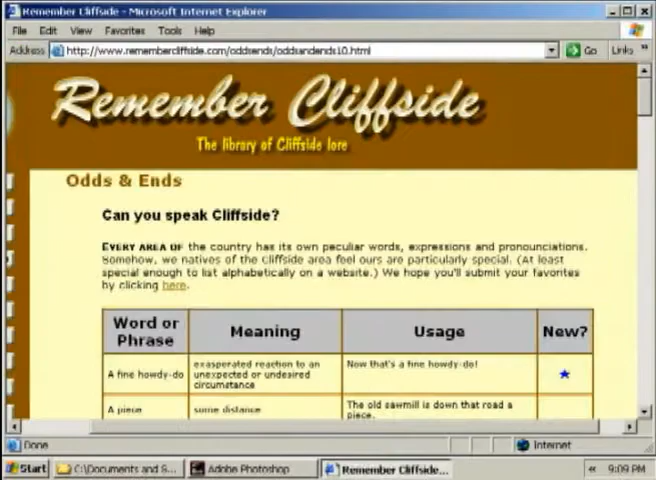 Remember Cliffside - Microsoft Internet Explorer
File Edit View Favorites Tools Help
Address http://www.remembercliffside.com/oddsends/oddsandends10.html Go Links »
Remember Cliffside
The library of Cliffside lore
Odds & Ends
Can you speak Cliffside?
EVERY AREA OF the country has its own peculiar words, expressions and pronounciations.
Somehow, we natives of the Cliffside area feel ours are particularly special. (At least
special enough to list alphabetically on a website.) We hope you'll submit your favorites
by clicking here.
Word or Phrase Meaning Usage New?
A fine howdy-do exasperated reaction to an unexpected or undesired circumstance Now that's a fine howdy-do!
A piece some distance The old sawmill is down that road a piece.
Done Internet
Start C:\Documents and S... Adobe Photoshop Remember Cliffside... « 9:09 PM